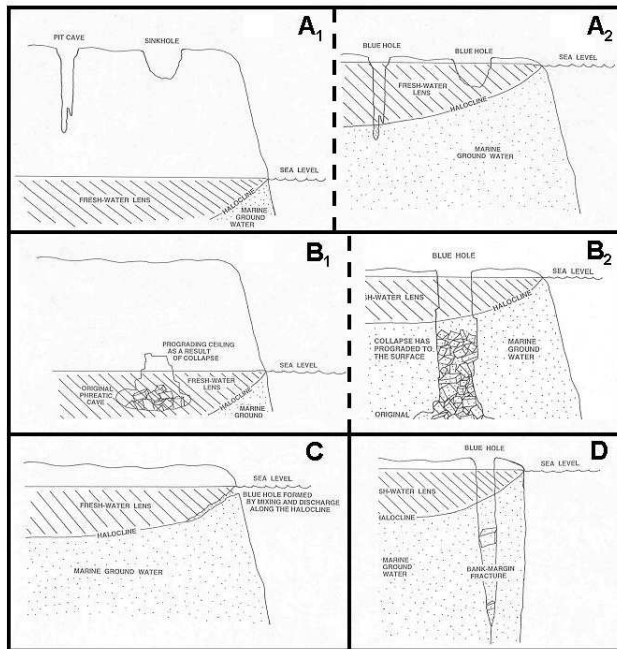 A1
PIT CAVE
SINKHOLE
SEA LEVEL
FRESH-WATER LENS
HALOCLINE
MARINE
GROUND
WATER
A2
BLUE HOLE
BLUE HOLE
SEA LEVEL
FRESH-WATER
LENS
HALOCLINE
MARINE
GROUND WATER
B1
PROGRADING CEILING
AS A RESULT
OF COLLAPSE
SEA LEVEL
ORIGINAL
PHREATIC
CAVE
FRESH-WATER
LENS
HALOCLINE
MARINE
GROUND
B2
BLUE HOLE
SEA LEVEL
SH-WATER LENS
HALOCLINE
COLLAPSE HAS
PROGRADED TO
THE SURFACE
MARINE
GROUND
WATER
ORIGINAL
C
SEA LEVEL
FRESH-WATER LENS
BLUE HOLE FORMED
BY MIXING AND DISCHARGE
ALONG THE HALOCLINE
HALOCLINE
MARINE GROUND WATER
D
BLUE HOLE
SEA LEVEL
SH-WATER LENS
HALOCLINE
MARINE
GROUND
WATER
BANK-MARGIN
FRACTURE